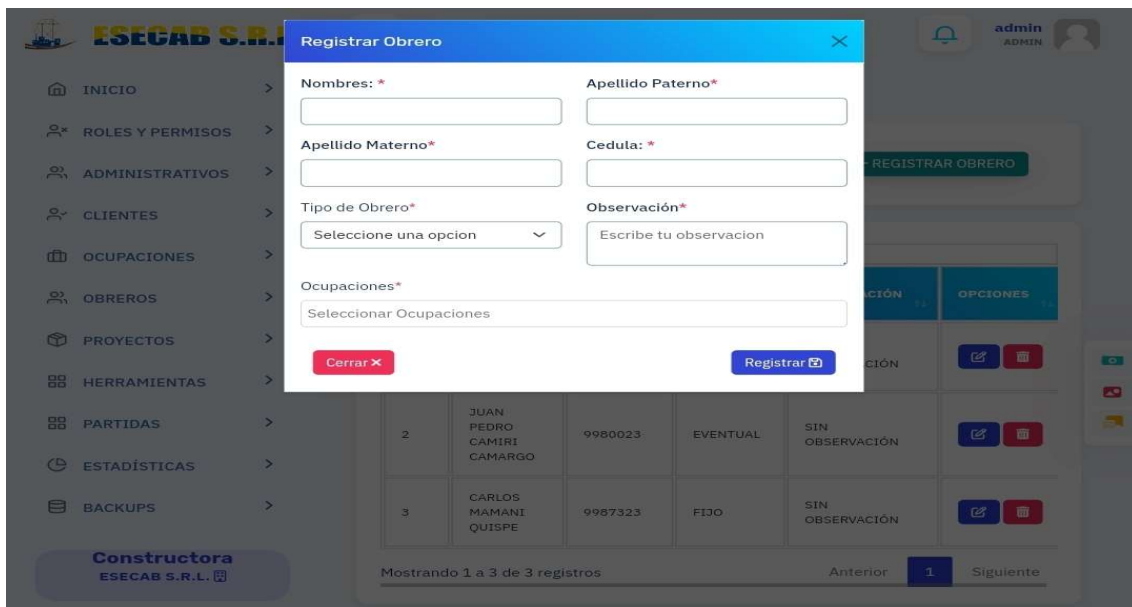 ESECAB S.R.
admin
ADMIN
INICIO
ROLES Y PERMISOS
ADMINISTRATIVOS
CLIENTES
OCUPACIONES
OBREROS
PROYECTOS
HERRAMIENTAS
PARTIDAS
ESTADÍSTICAS
BACKUPS
Constructora
ESECAB S.R.L.
Registrar Obrero
Nombres: *
Apellido Paterno*
Apellido Materno*
Cedula: *
Tipo de Obrero*
Observación*
Seleccione una opcion
Escribe tu observacion
Ocupaciones*
Seleccionar Ocupaciones
Cerrar
Registrar
REGISTRAR OBRERO
OPCIONES
2
JUAN
PEDRO
CAMIRI
CAMARGO
9980023
EVENTUAL
SIN
OBSERVACIÓN
3
CARLOS
MAMANI
QUISPE
9987323
FIJO
SIN
OBSERVACIÓN
Mostrando 1 a 3 de 3 registros
Anterior
1
Siguiente